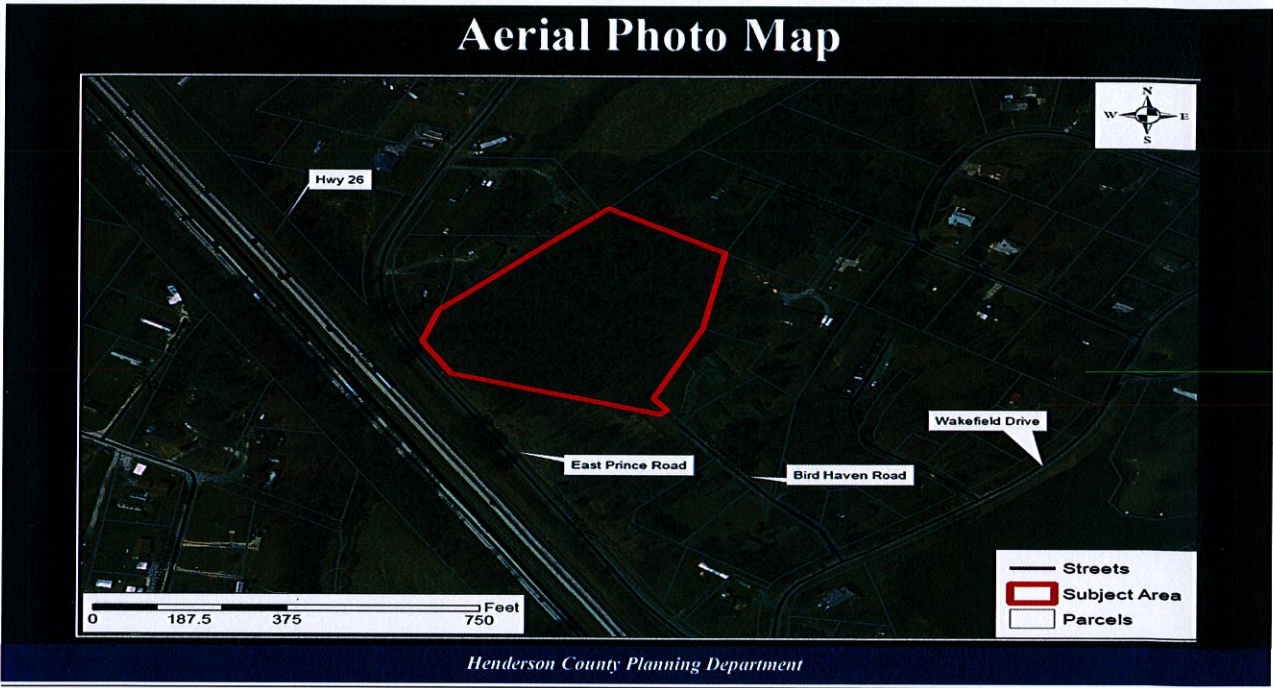 Aerial Photo Map
N
W E
S
Hwy 26
Wakefield Drive
East Prince Road
Bird Haven Road
Streets
Subject Area
Parcels
Feet
0 187.5 375 750
Henderson County Planning Department